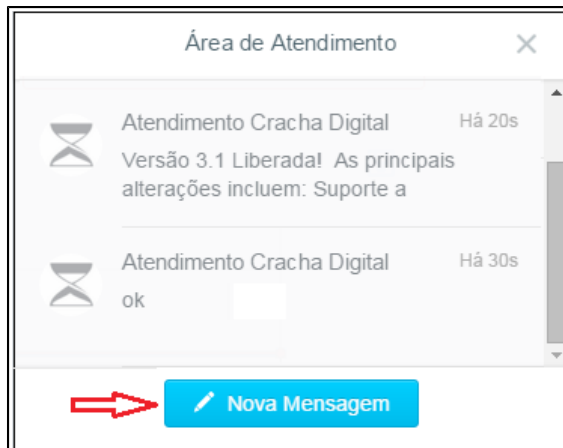 Área de Atendimento
Atendimento Cracha Digital Há 20s
Versão 3.1 Liberada! As principais
alterações incluem: Suporte a
Atendimento Cracha Digital Há 30s
ok
Nova Mensagem